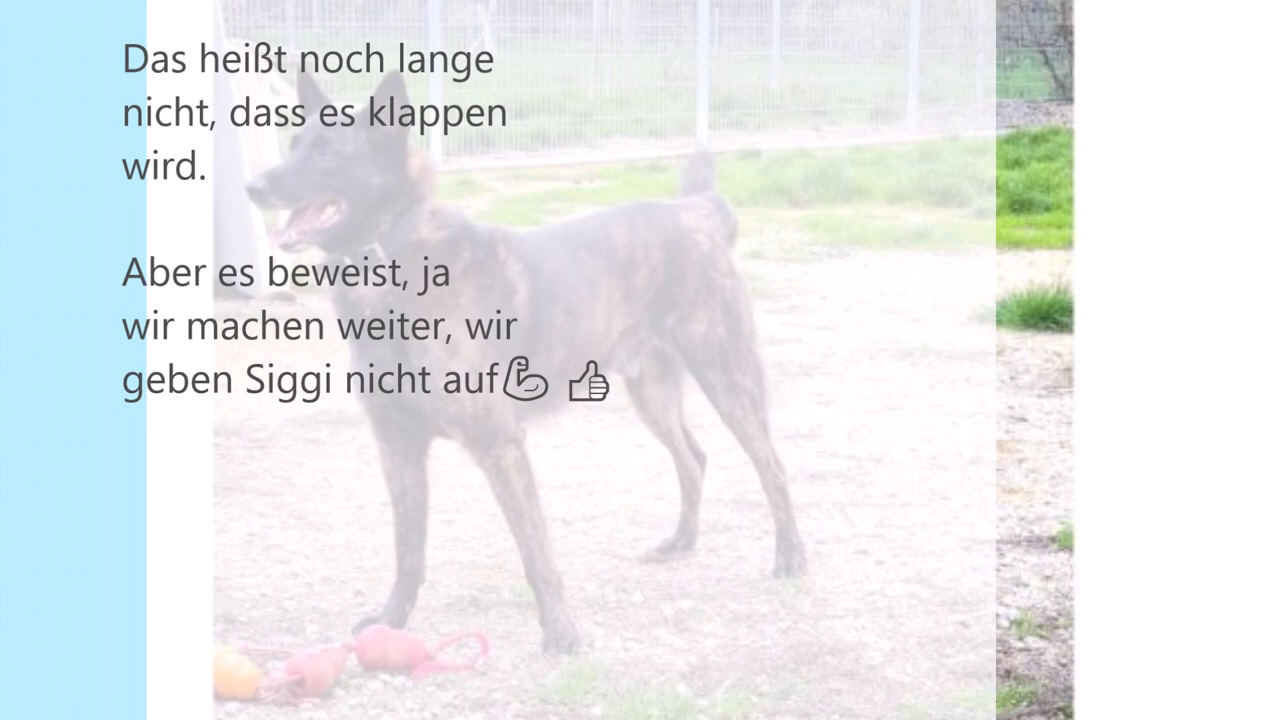 Das heißt noch lange
nicht, dass es klappen
wird.
Aber es beweist, ja
wir machen weiter, wir
geben Siggi nicht auf💪 👍